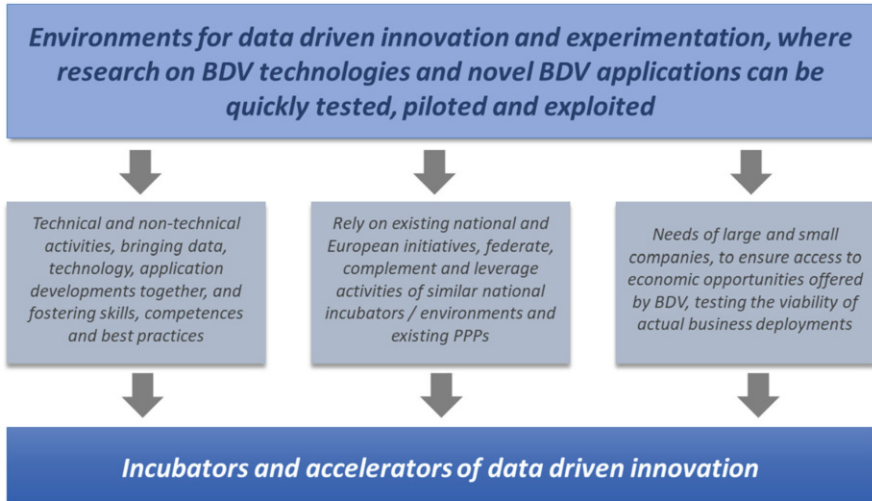 Environments for data driven innovation and experimentation, where
research on BDV technologies and novel BDV applications can be
quickly tested, piloted and exploited
Technical and non-technical
activities, bringing data,
technology, application
developments together, and
fostering skills, competences
and best practices
Rely on existing national and
European initiatives, federate,
complement and leverage
activities of similar national
incubators / environments and
existing PPPs
Needs of large and small
companies, to ensure access to
economic opportunities offered
by BDV, testing the viability of
actual business deployments
Incubators and accelerators of data driven innovation